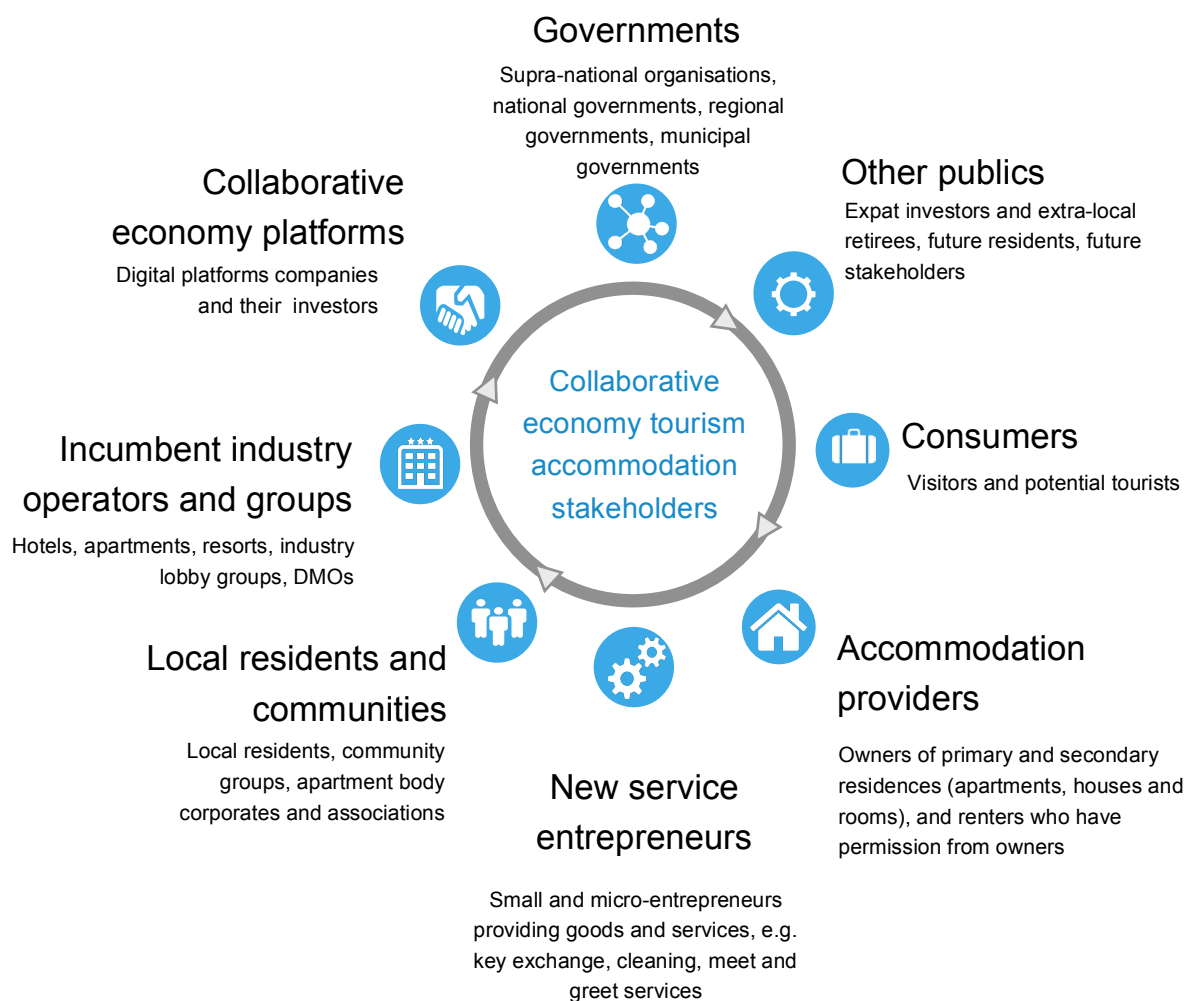 Governments
Supra-national organisations,
national governments, regional
governments, municipal
governments
Other publics
Expat investors and extra-local
retirees, future residents, future
stakeholders
Consumers
Visitors and potential tourists
Accommodation
providers
Owners of primary and secondary
residences (apartments, houses and
rooms), and renters who have
permission from owners
New service
entrepreneurs
Small and micro-entrepreneurs
providing goods and services, e.g.
key exchange, cleaning, meet and
greet services
Local residents and
communities
Local residents, community
groups, apartment body
corporates and associations
Incumbent industry
operators and groups
Hotels, apartments, resorts, industry
lobby groups, DMOs
Collaborative
economy platforms
Digital platforms companies
and their  investors
Collaborative
economy tourism
accommodation
stakeholders